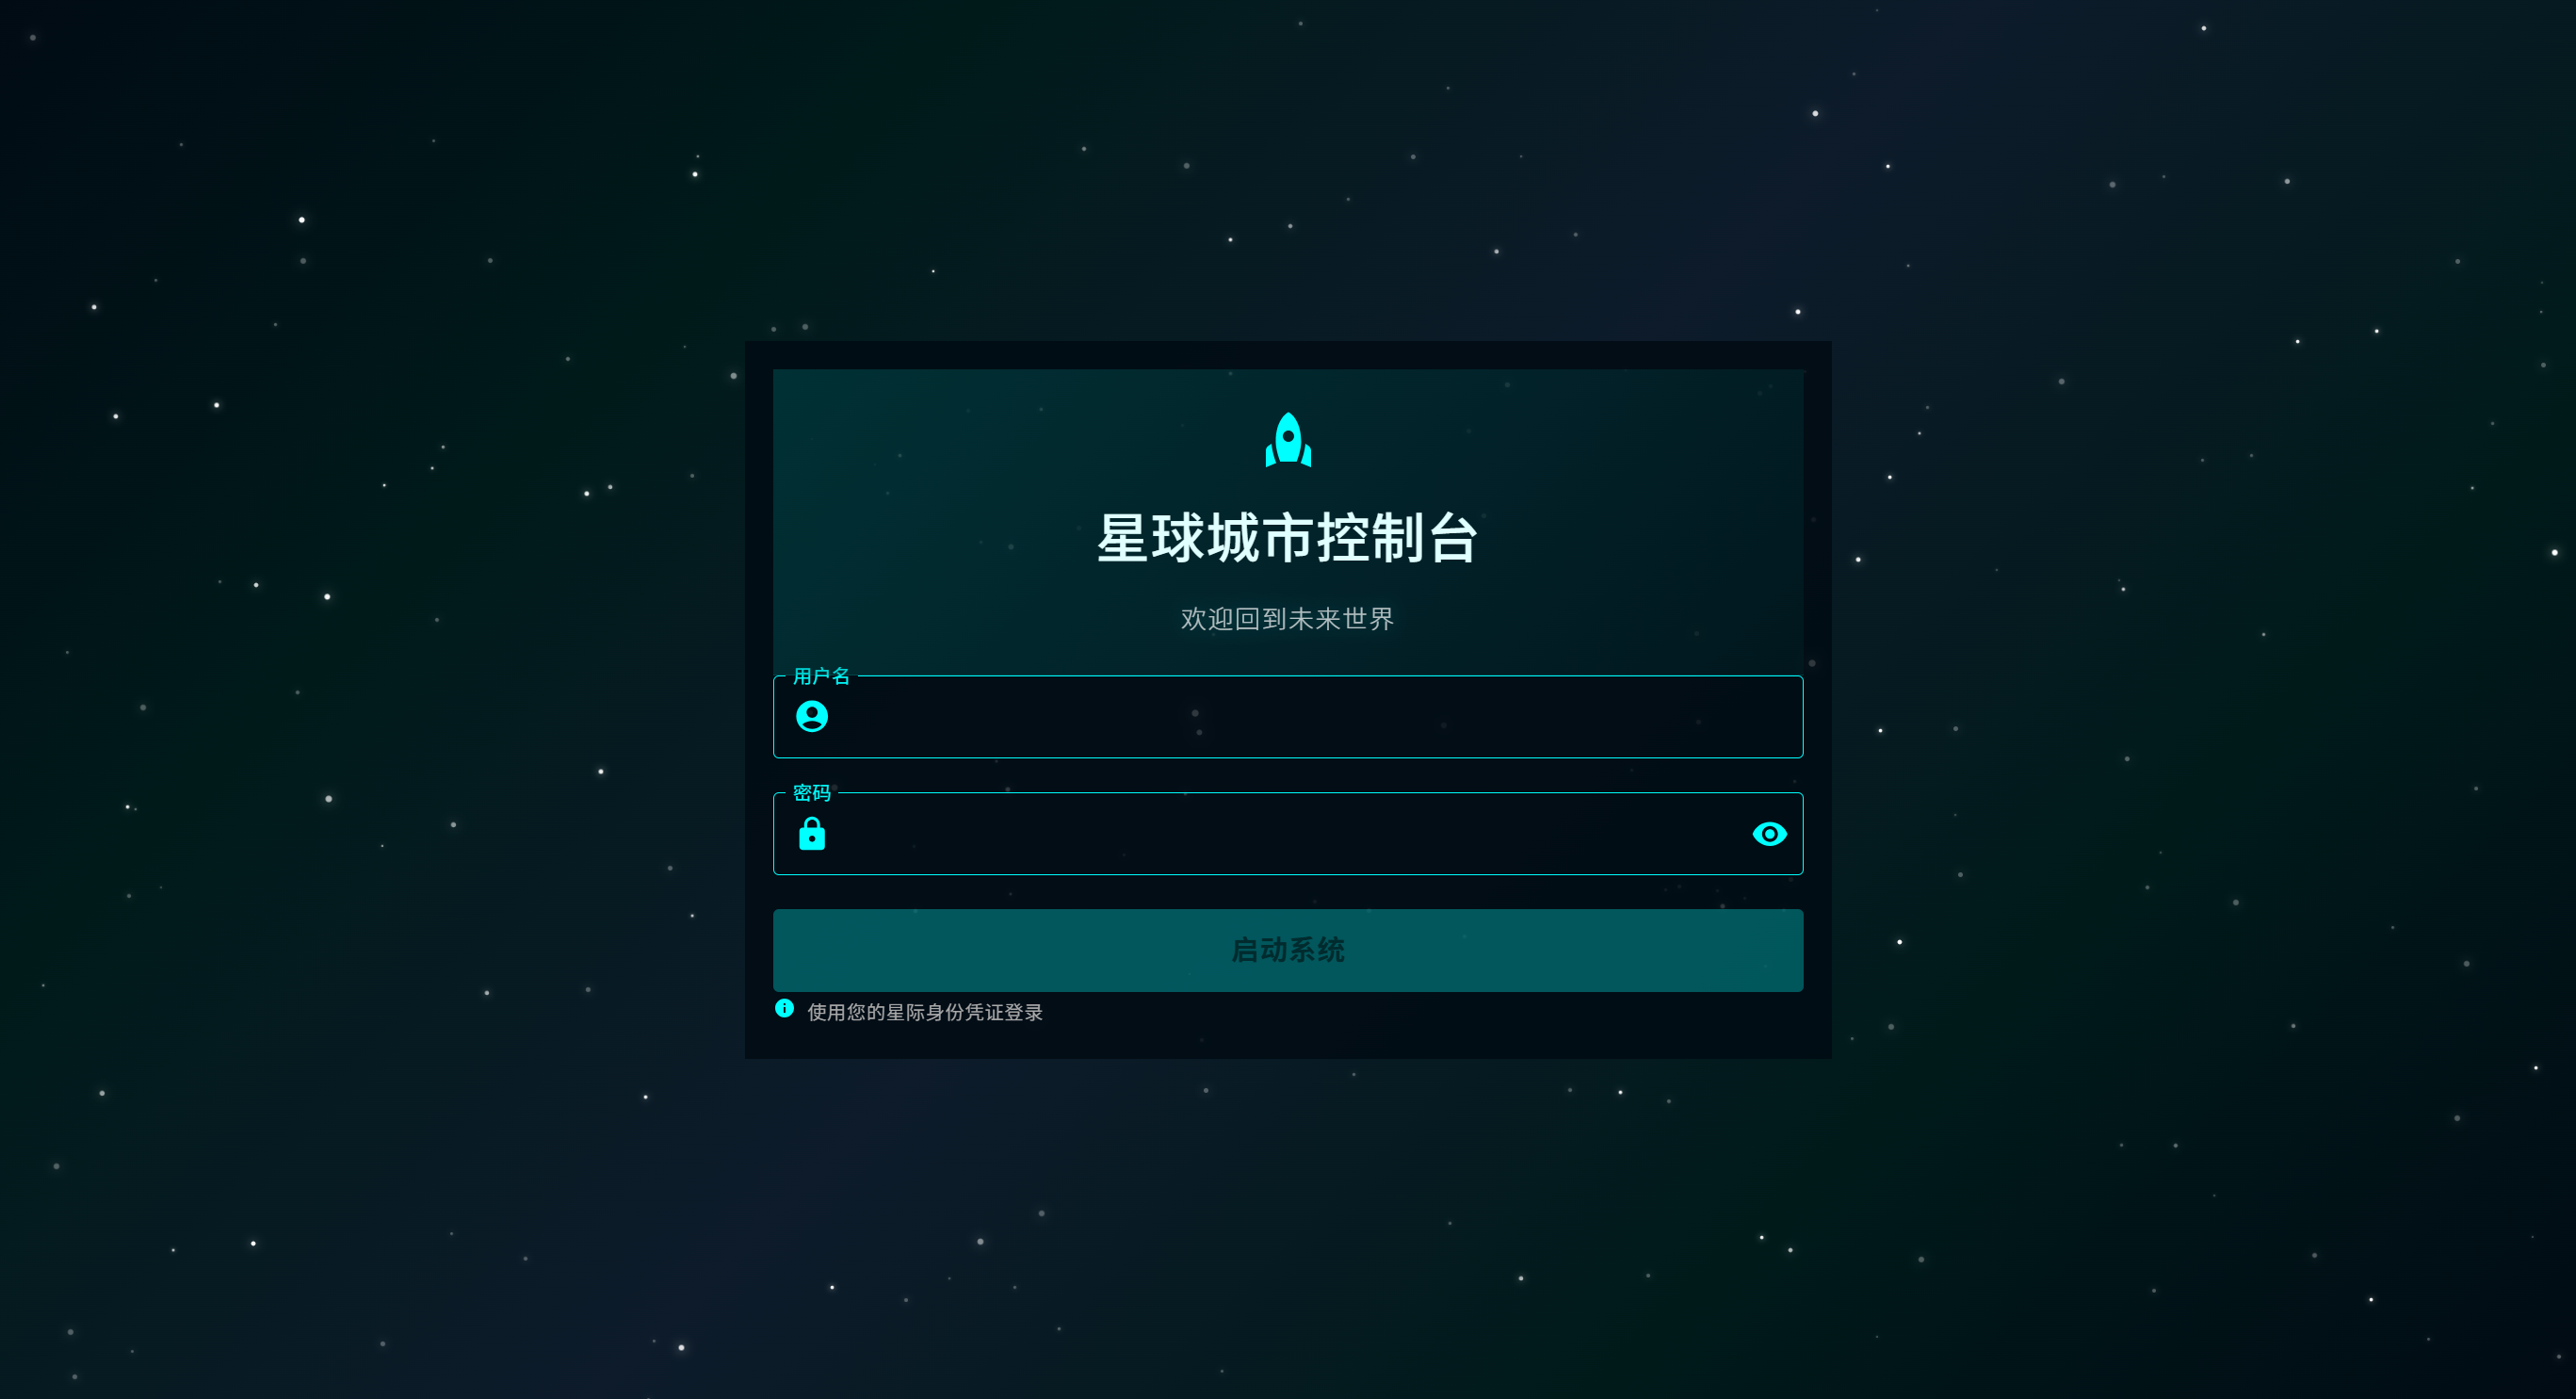 星球城市控制台
欢迎回到未来世界
用户名
密码
启动系统
使用您的星际身份凭证登录